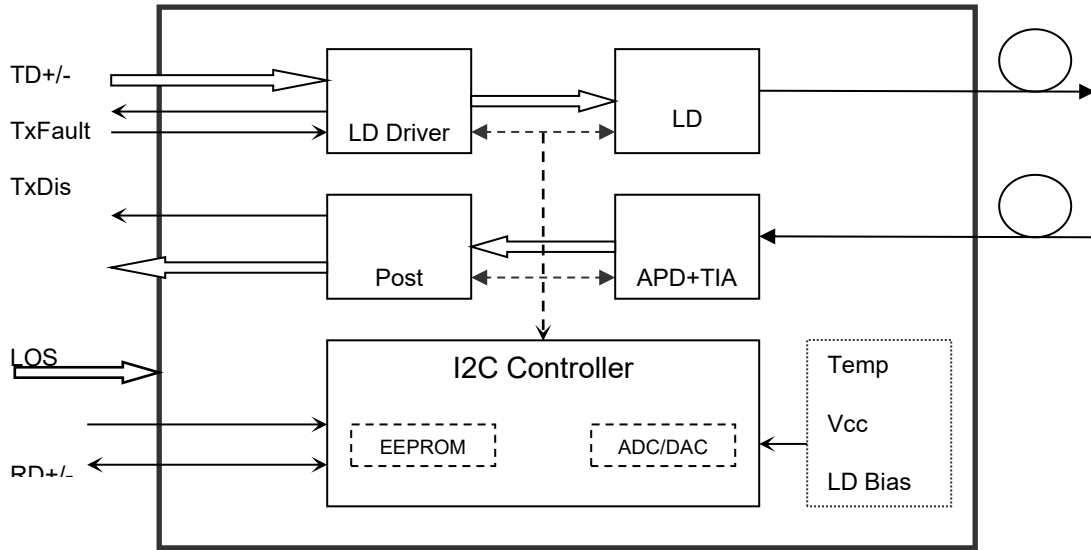 TD+/-
TxFault
TxDis
LOS
RD+/-
LD Driver
LD
Post
APD+TIA
I2C Controller
EEPROM
ADC/DAC
Temp
Vcc
LD Bias